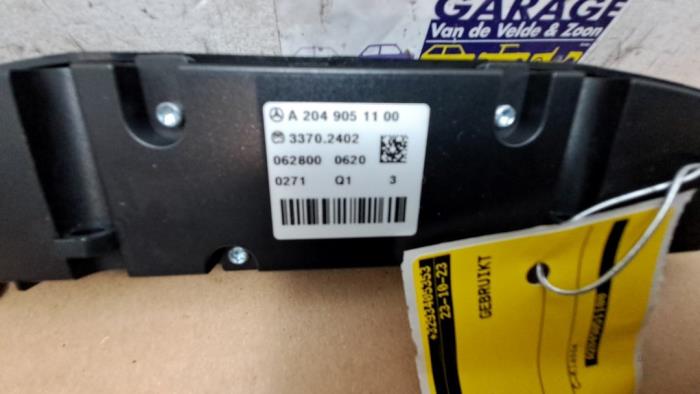 GARAGE
Van de Velde & Zoon
A 204 905 11 00
3370.2402
062800 0620
0271 Q1 3
+3293405353
23-10-23
GEBRUIKT